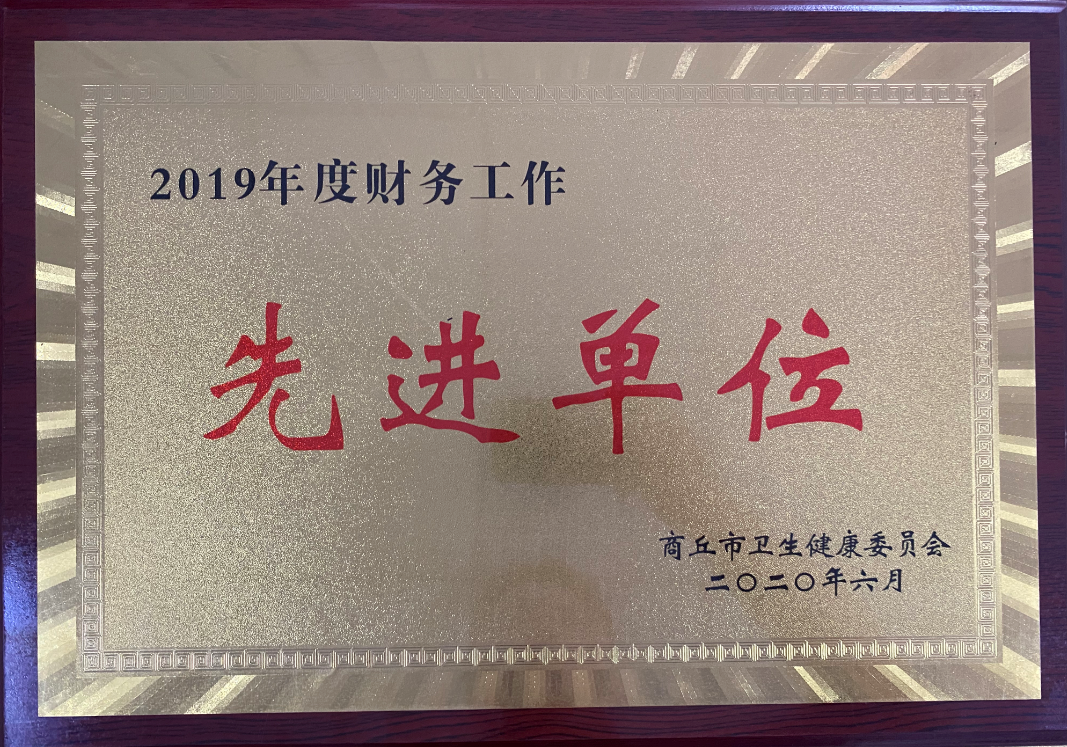 2019年度财务工作
先进单位
商丘市卫生健康委员会
二〇二〇年六月